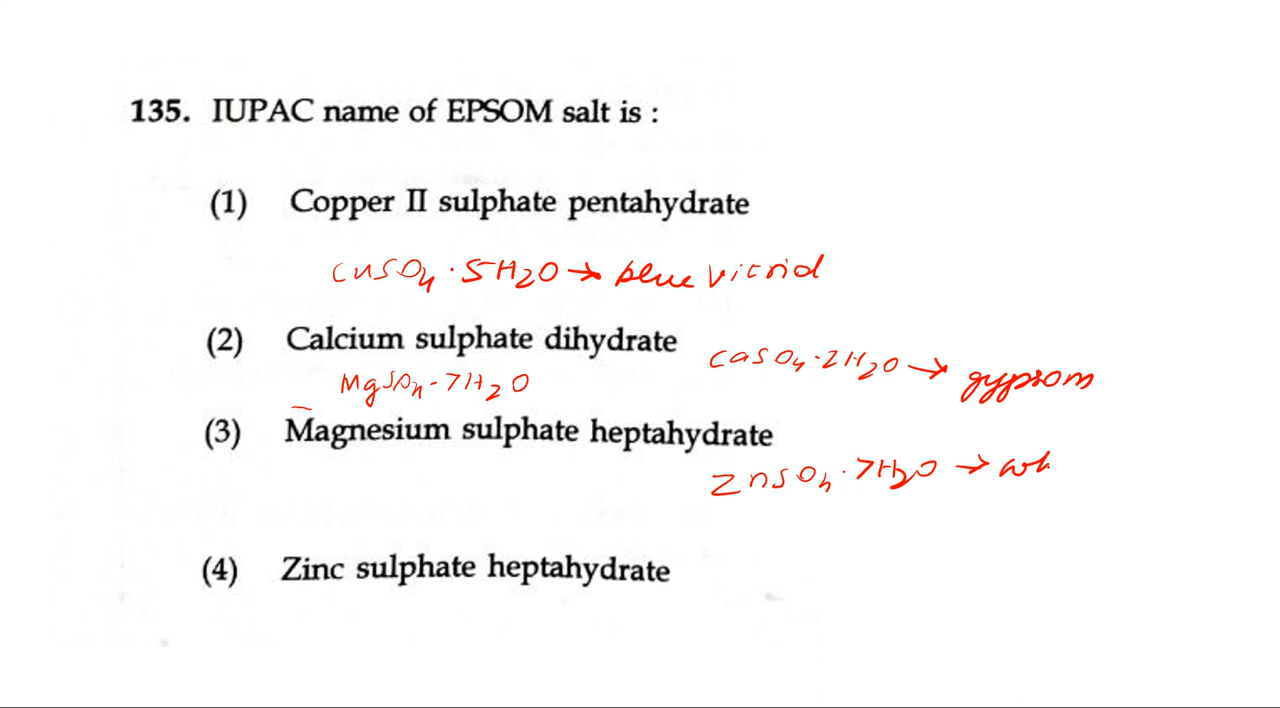 135. IUPAC name of EPSOM salt is :
(1) Copper II sulphate pentahydrate
CuSO4 · 5H2O → blue vitriol
(2) Calcium sulphate dihydrate
CaSO4 · 2H2O → gypsom
MgSO4 - 7H2O
(3) Magnesium sulphate heptahydrate
ZnSO4 · 7H2O →
(4) Zinc sulphate heptahydrate